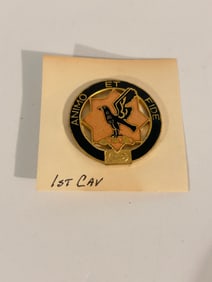 ANIMO ET FIDE
1ST CAV